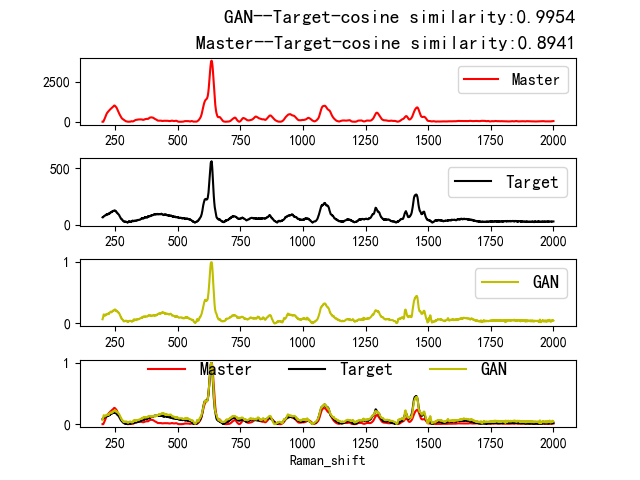 GAN--Target-cosine similarity:0.9954
Master--Target-cosine similarity:0.8941
2500
0
Master
250 500 750 1000 1250 1500 1750 2000
500
0
Target
250 500 750 1000 1250 1500 1750 2000
1
0
GAN
250 500 750 1000 1250 1500 1750 2000
1
0
Master Target GAN
250 500 750 1000 1250 1500 1750 2000
Raman_shift